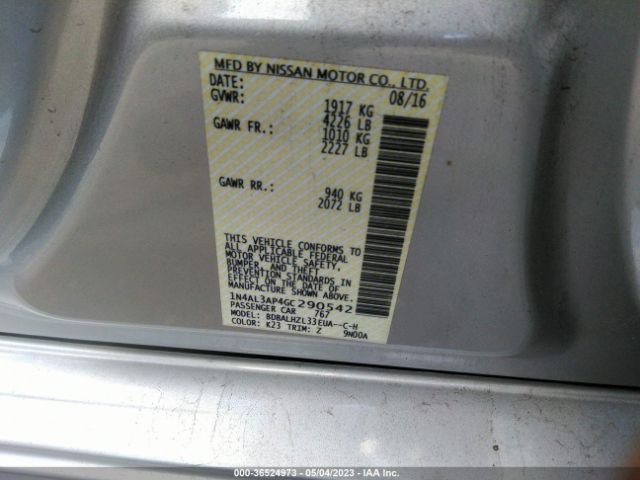 MFD BY NISSAN MOTOR CO., LTD.
DATE: 08/16
GVWR: 1917 KG
4226 LB
GAWR FR.: 1010 KG
2227 LB
GAWR RR.: 940 KG
2072 LB
THIS VEHICLE CONFORMS TO
ALL APPLICABLE FEDERAL
MOTOR VEHICLE SAFETY,
BUMPER, AND THEFT
PREVENTION STANDARDS IN
EFFECT ON THE DATE OF
MANUFACTURE SHOWN ABOVE.
1N4AL3AP4GC290542
PASSENGER CAR 767
MODEL: BDBALHZL33EUA--C-H
COLOR: K23 TRIM: Z 9N00A
000-36524973 - 05/04/2023 - IAA Inc.